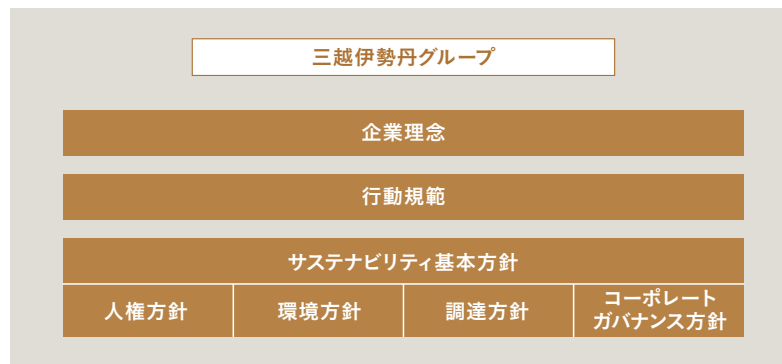 三越伊勢丹グループ
企業理念
行動規範
サステナビリティ基本方針
人権方針
環境方針
調達方針
コーポレート
ガバナンス方針